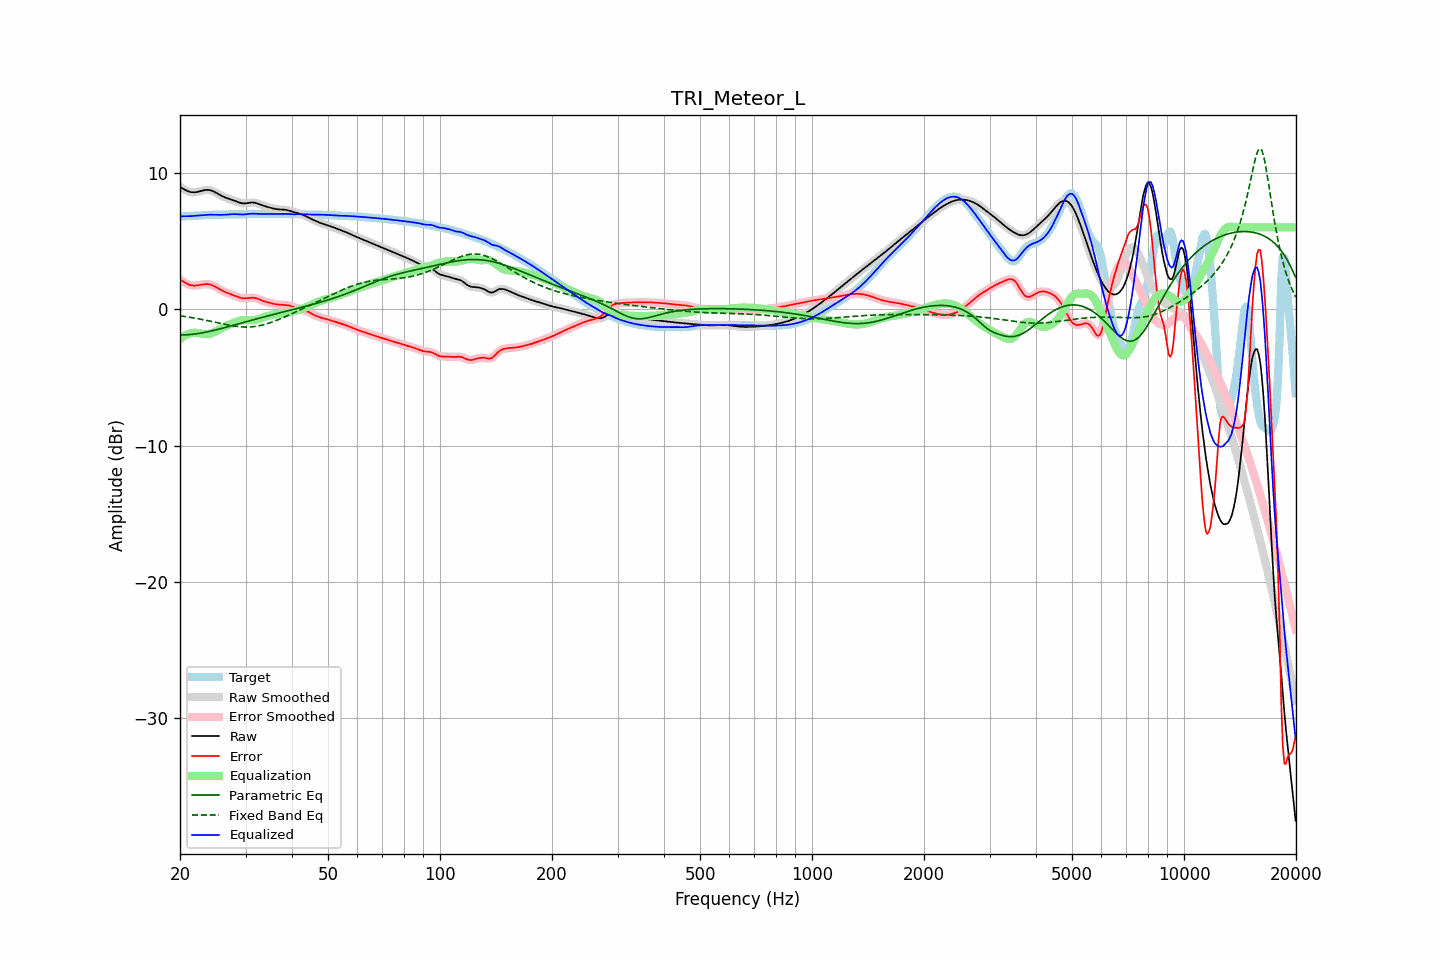 TRI_Meteor_L
Amplitude (dBr)
10
0
−10
−20
−30
Target
Raw Smoothed
Error Smoothed
Raw
Error
Equalization
Parametric Eq
Fixed Band Eq
Equalized
20 50 100 200 500 1000 2000 5000 10000 20000
Frequency (Hz)